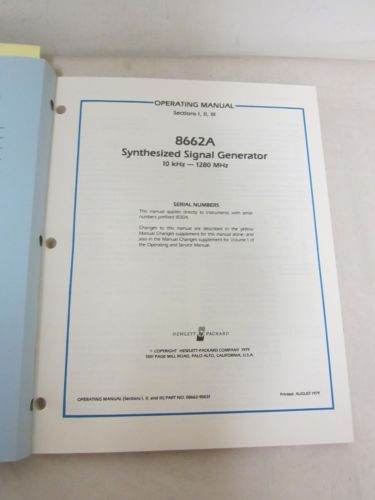 OPERATING MANUAL
Sections I, II, III
8662A
Synthesized Signal Generator
10 kHz — 1280 MHz
SERIAL NUMBERS
This manual applies directly to instruments with serial
numbers prefixed
Changes to this manual are described in the yellow
Manual Changes supplement for this manual alone, and
also in the Manual Changes supplement for Volume 1 of
the Operating and Service Manual.
HEWLETT PACKARD
© COPYRIGHT HEWLETT-PACKARD COMPANY 1979
1501 PAGE MILL ROAD, PALO ALTO, CALIFORNIA, U.S.A.
OPERATING MANUAL (Sections I, II, and III) PART NO.
Printed: AUGUST 1979